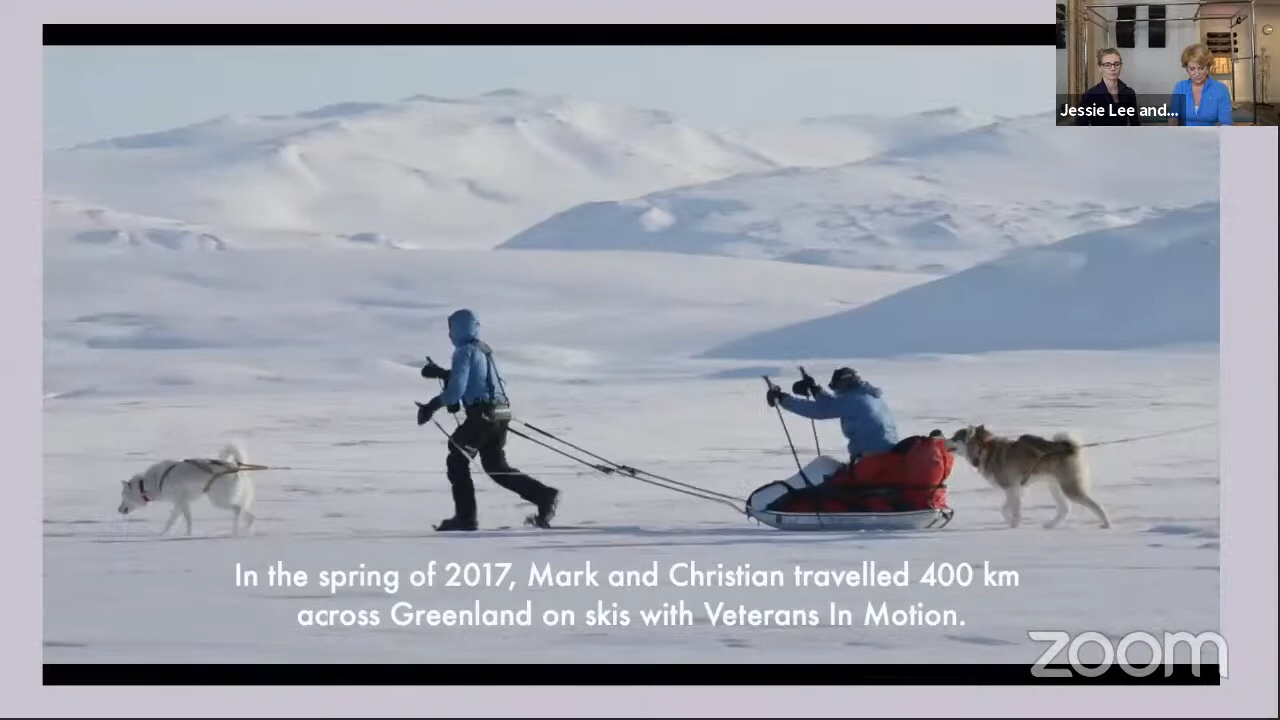 Jessie Lee and...
In the spring of 2017, Mark and Christian travelled 400 km
across Greenland on skis with Veterans In Motion.
zoom